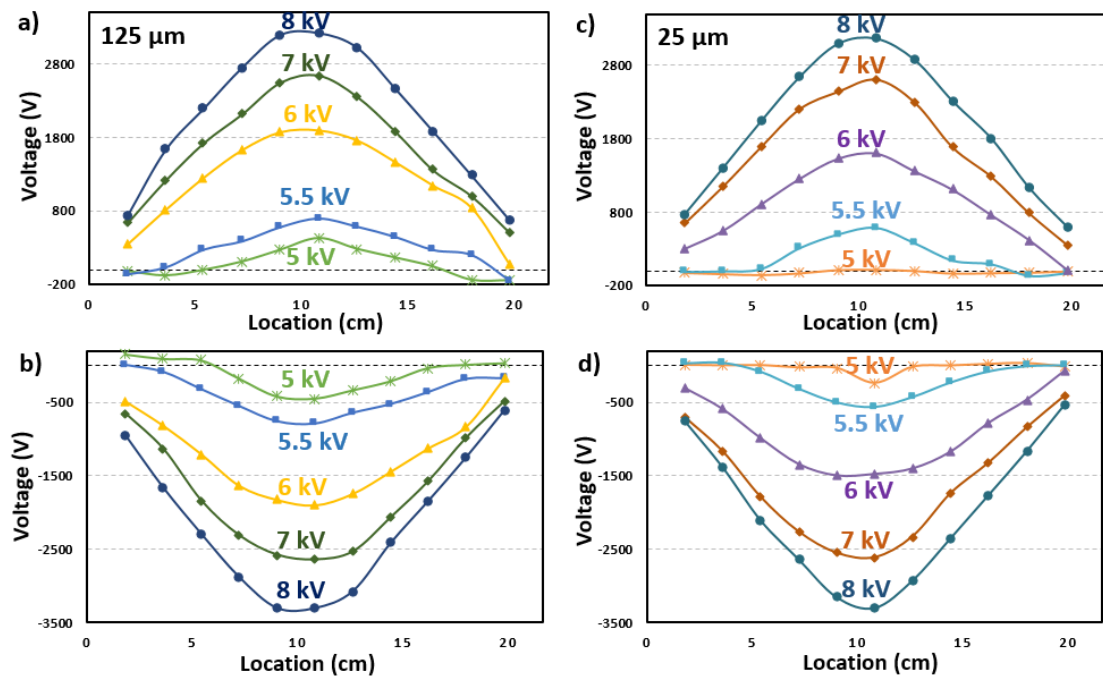 a)
125 µm
8 kV
7 kV
6 kV
5.5 kV
5 kV
2800
1800
800
-200
Voltage (V)
0
5
10
15
20
Location (cm)
c)
25 µm
8 kV
7 kV
6 kV
5.5 kV
5 kV
2800
1800
800
-200
Voltage (V)
0
5
10
15
20
Location (cm)
b)
5 kV
5.5 kV
6 kV
7 kV
8 kV
-500
-1500
-2500
-3500
Voltage (V)
0
5
10
15
20
Location (cm)
d)
5 kV
5.5 kV
6 kV
7 kV
8 kV
-500
-1500
-2500
-3500
Voltage (V)
0
5
10
15
20
Location (cm)